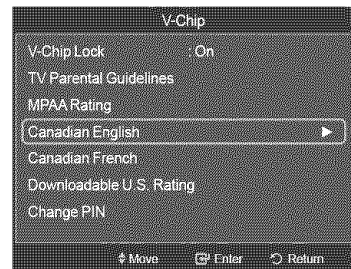 V-Chip
V-Chip Lock : On
TV Parental Guidelines
MPAA Rating
Canadian English
Canadian French
Downloadable U.S. Rating
Change PIN
Move Enter Return